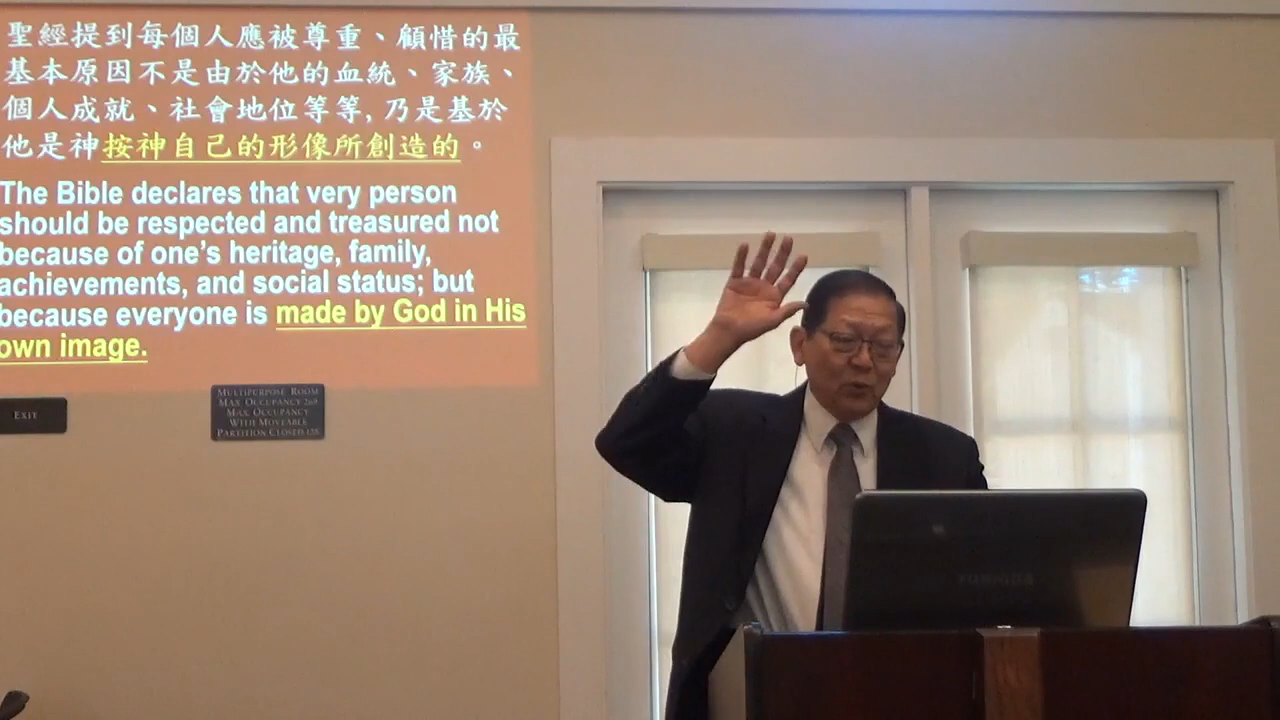 聖經提到每個人應被尊重、顧惜的最
基本原因不是由於他的血統、家族、
個人成就、社會地位等等,乃是基於
他是神按神自己的形像所創造的。
The Bible declares that very person
should be respected and treasured not
because of one's heritage, family,
achievements, and social status; but
because everyone is made by God in His
own image.
EXIT
MULTIPURPOSE ROOM
MAX OCCUPANCY
MAX OCCUPANCY
WITH MOVEABLE
PARTITION CLOSED